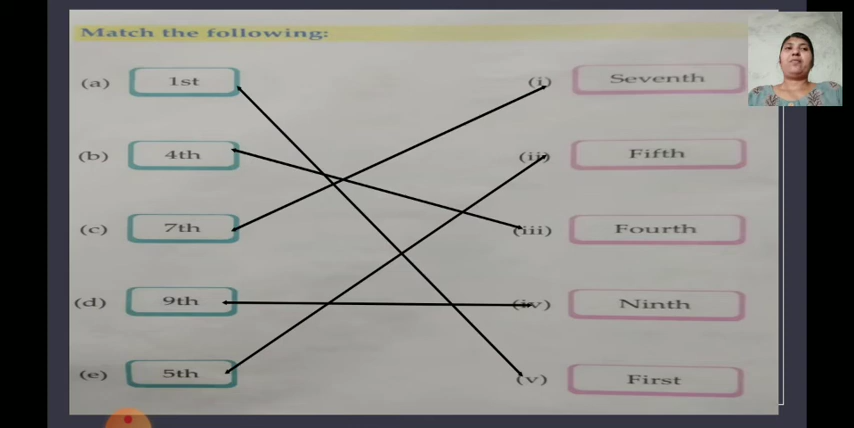 Match the following:
(a) 1st (i) Seventh
(b) 4th (ii) Fifth
(c) 7th (iii) Fourth
(d) 9th (iv) Ninth
(e) 5th (v) First